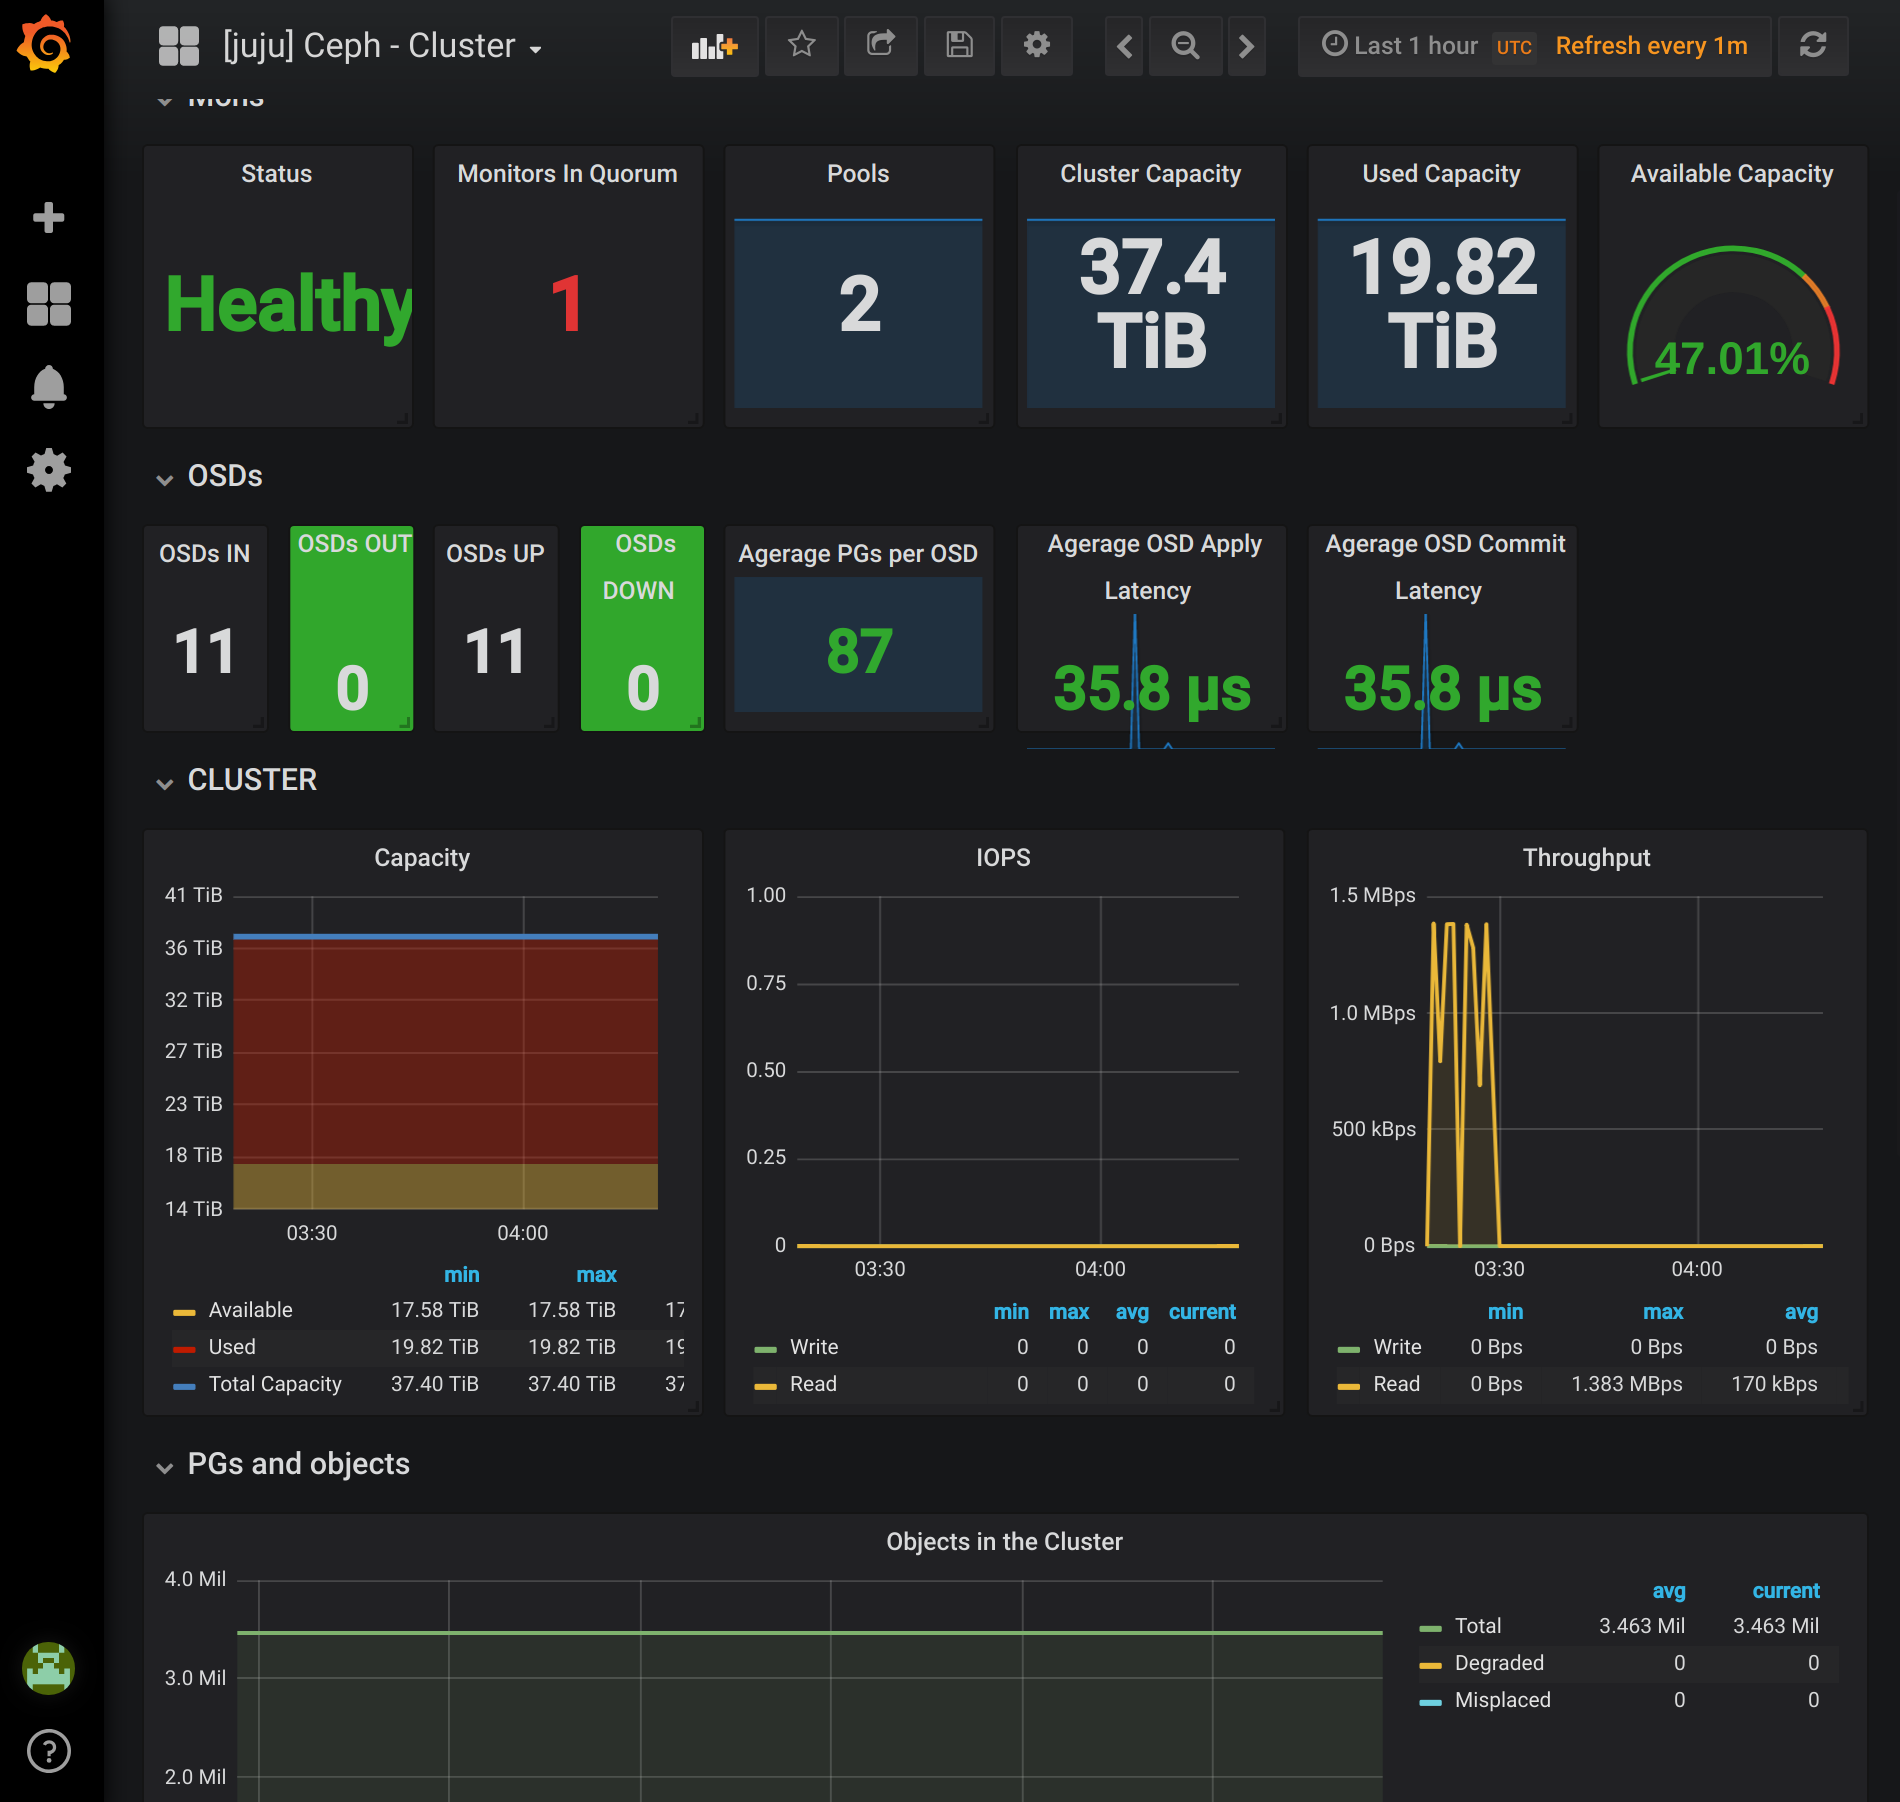 [juju] Ceph - Cluster
Last 1 hour UTC Refresh every 1m
Mons
Status
Healthy
Monitors In Quorum
1
Pools
2
Cluster Capacity
37.4
TiB
Used Capacity
19.82
TiB
Available Capacity
47.01%
OSDs
OSDs IN
11
OSDs OUT
0
OSDs UP
11
OSDs
DOWN
0
Agerage PGs per OSD
87
Agerage OSD Apply
Latency
35.8 µs
Agerage OSD Commit
Latency
35.8 µs
CLUSTER
Capacity
41 TiB
36 TiB
32 TiB
27 TiB
23 TiB
18 TiB
14 TiB
03:30 04:00
min max
Available 17.58 TiB 17.58 TiB 17
Used 19.82 TiB 19.82 TiB 19
Total Capacity 37.40 TiB 37.40 TiB 37
IOPS
1.00
0.75
0.50
0.25
0
03:30 04:00
min max avg current
Write 0 0 0 0
Read 0 0 0 0
Throughput
1.5 MBps
1.0 MBps
500 kBps
0 Bps
03:30 04:00
min max avg
Write 0 Bps 0 Bps 0 Bps
Read 0 Bps 1.383 MBps 170 kBps
PGs and objects
Objects in the Cluster
4.0 Mil
3.0 Mil
2.0 Mil
avg current
Total 3.463 Mil 3.463 Mil
Degraded 0 0
Misplaced 0 0